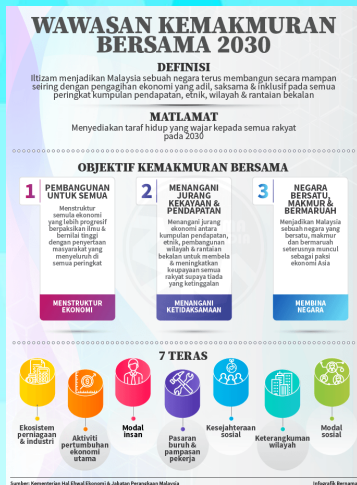 WAWASAN KEMAKMURAN
BERSAMA 2030
DEFINISI
Iltizam menjadikan Malaysia sebuah negara terus membangun secara mampan
seiring dengan pengagihan ekonomi yang adil, saksama & inklusif pada semua
peringkat kumpulan pendapatan, etnik, wilayah & rantaian bekalan
MATLAMAT
Menyediakan taraf hidup yang wajar kepada semua rakyat
pada 2030
OBJEKTIF KEMAKMURAN BERSAMA
1
PEMBANGUNAN
UNTUK SEMUA
Menstruktur
semula ekonomi
yang lebih progresif
berpaksikan ilmu &
bernilai tinggi
dengan penyertaan
masyarakat yang
menyeluruh di
semua peringkat
MENSTRUKTUR
EKONOMI
2
MENANGANI
JURANG
KEKAYAAN &
PENDAPATAN
Menangani jurang
ekonomi antara
kumpulan pendapatan,
etnik, pembangunan
wilayah & rantaian
bekalan untuk membela
& meningkatkan
keupayaan semua
rakyat supaya tiada
yang ketinggalan
MENANGANI
KETIDAKSAMAAN
3
NEGARA
BERSATU,
MAKMUR &
BERMARUAH
Menjadikan Malaysia
sebuah negara yang
bersatu, makmur
dan bermaruah
seterusnya muncul
sebagai paksi
ekonomi Asia
MEMBINA
NEGARA
7 TERAS
Ekosistem
perniagaan
& industri
Aktiviti
pertumbuhan
ekonomi
utama
Modal
insan
Pasaran
buruh &
pampasan
pekerja
Kesejahteraan
sosial
Keterangkuman
wilayah
Modal
sosial
Sumber: Kementerian Hal Ehwal Ekonomi & Jabatan Perangkaan Malaysia
Infografik Bernama